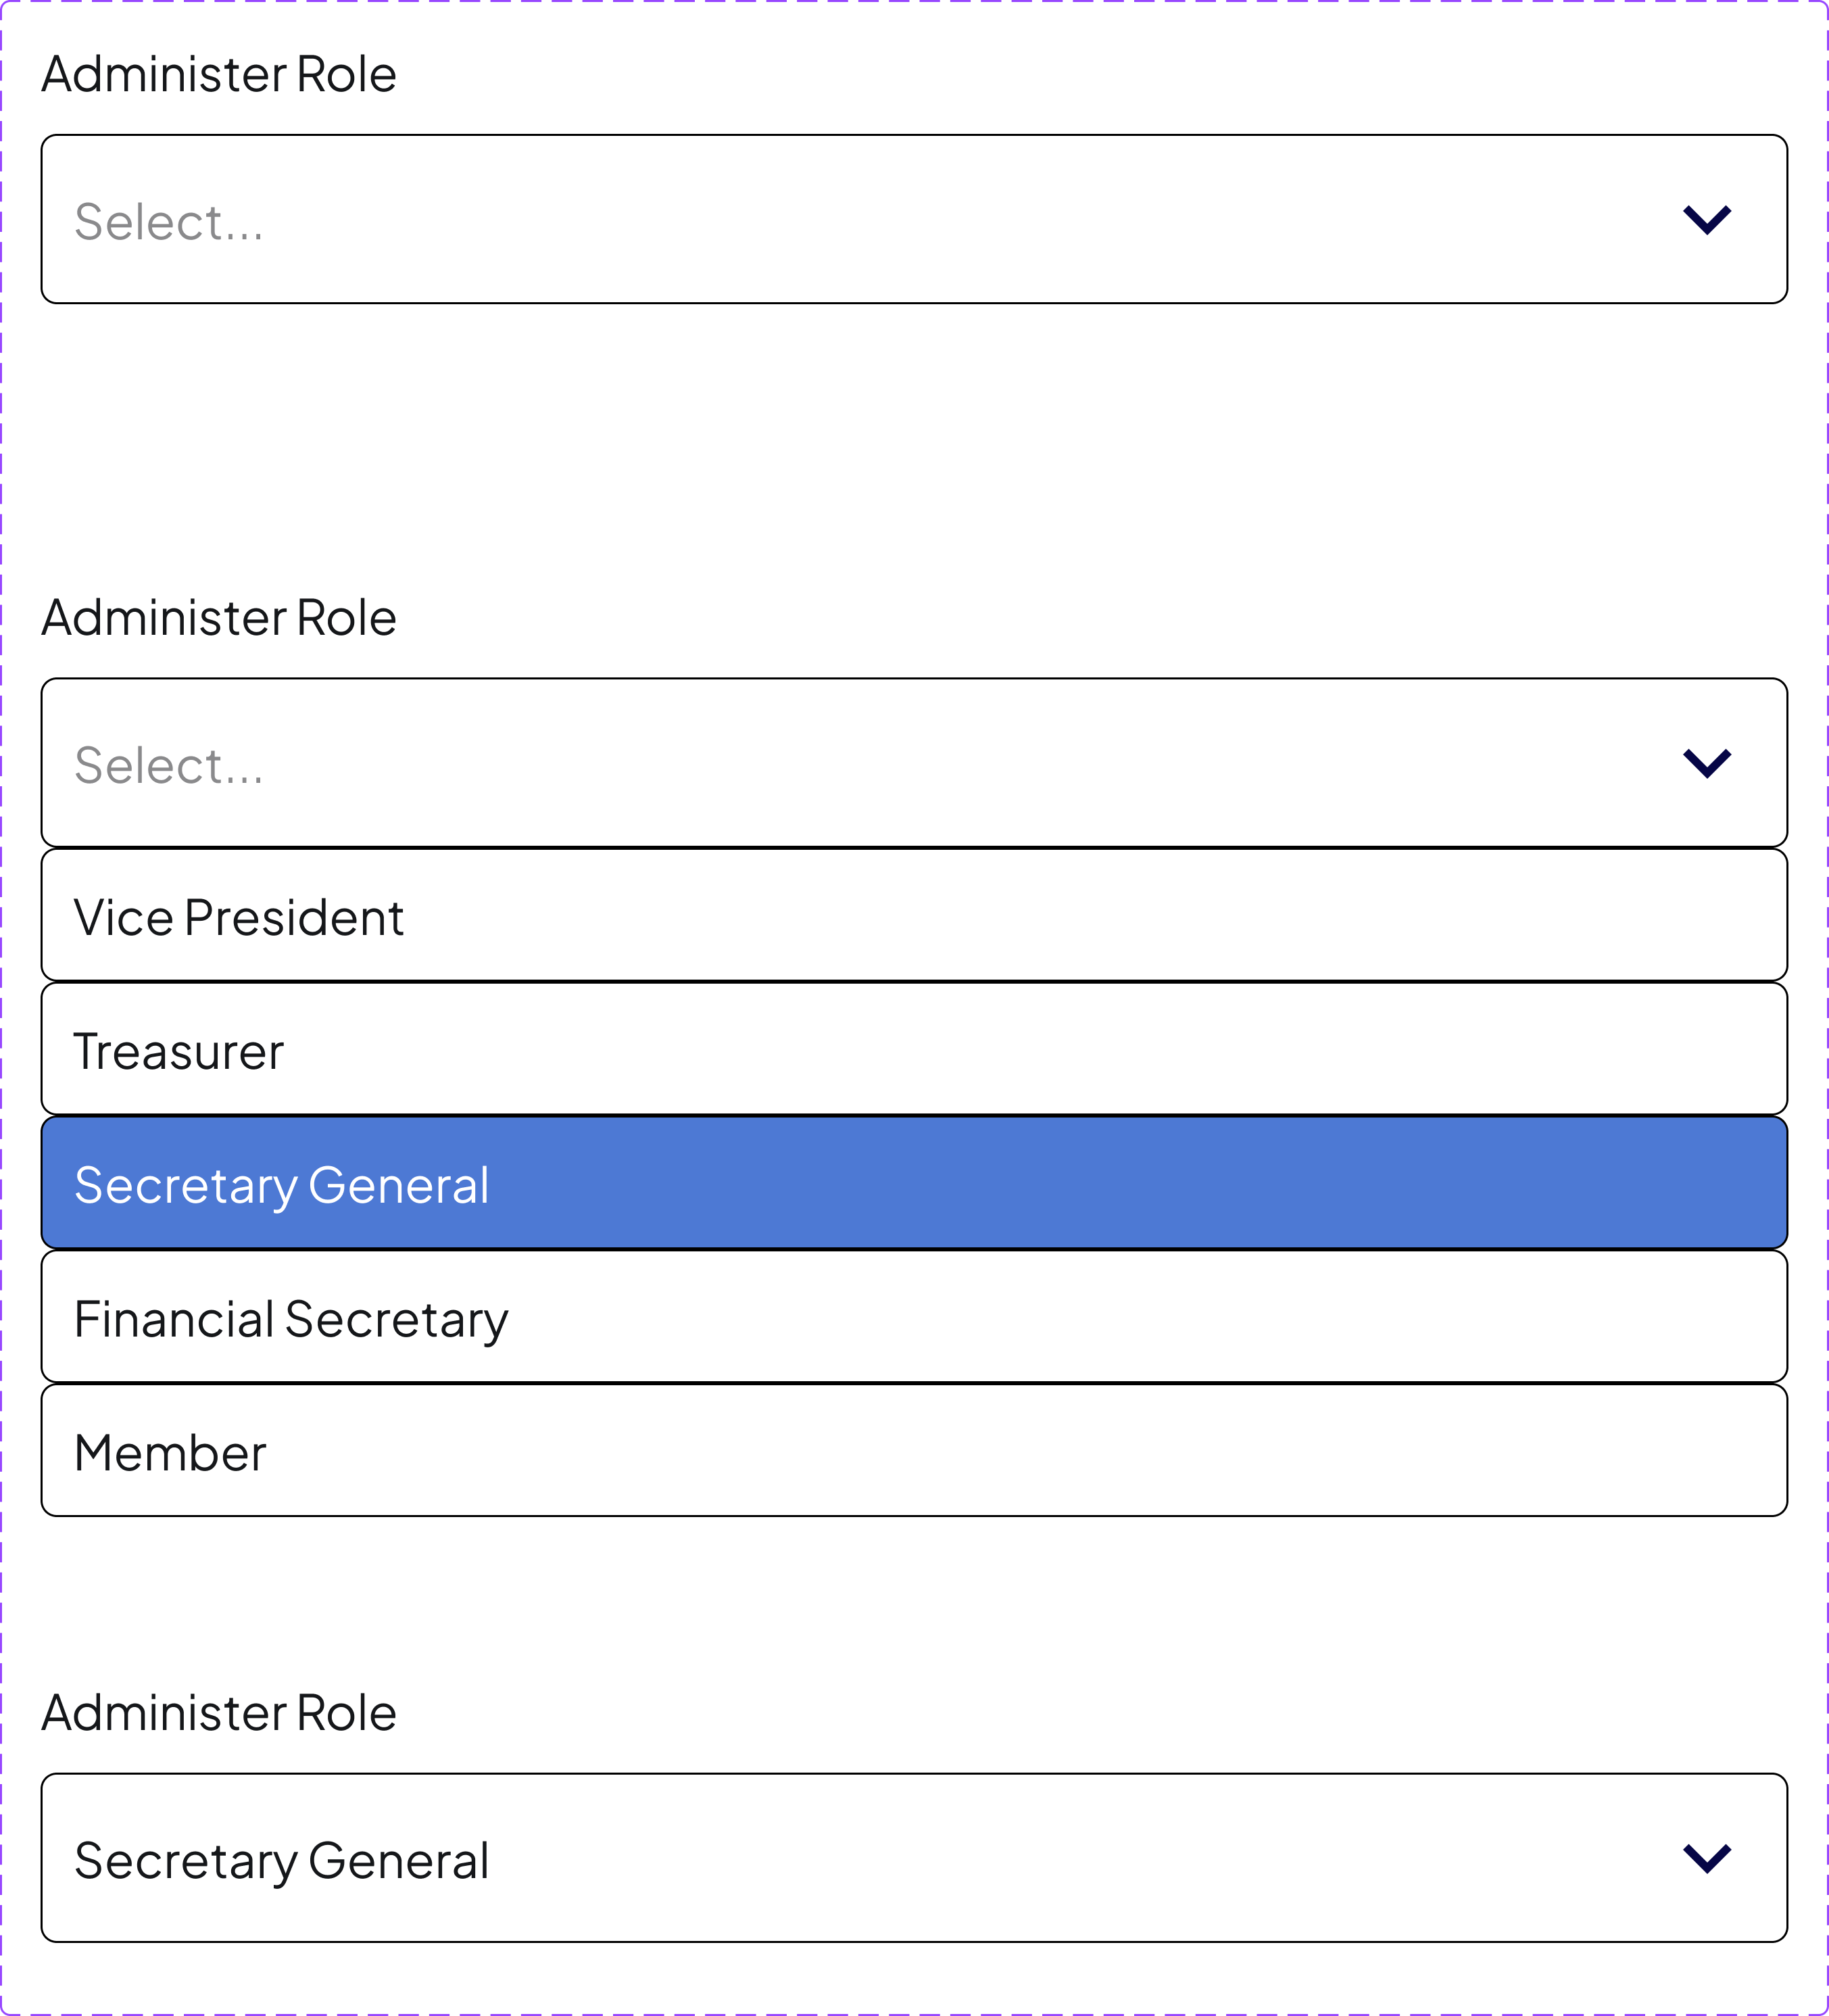 Administer Role
Select...
Administer Role
Select...
Vice President
Treasurer
Secretary General
Financial Secretary
Member
Administer Role
Secretary General